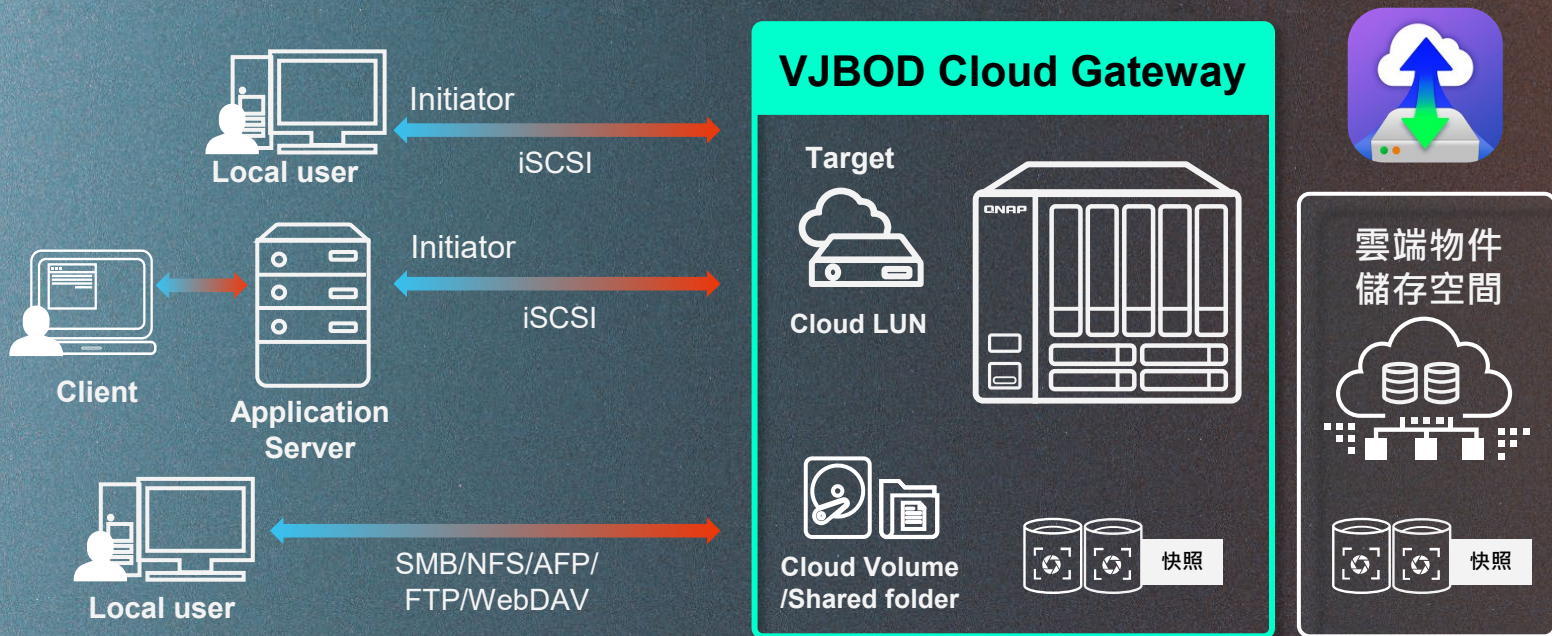 VJBOD Cloud Gateway
Initiator
iSCSI
Local user
Target
QNAP
Cloud LUN
Initiator
iSCSI
Client
Application
Server
SMB/NFS/AFP/
FTP/WebDAV
Local user
Cloud Volume
/Shared folder
快照
雲端物件
儲存空間
快照